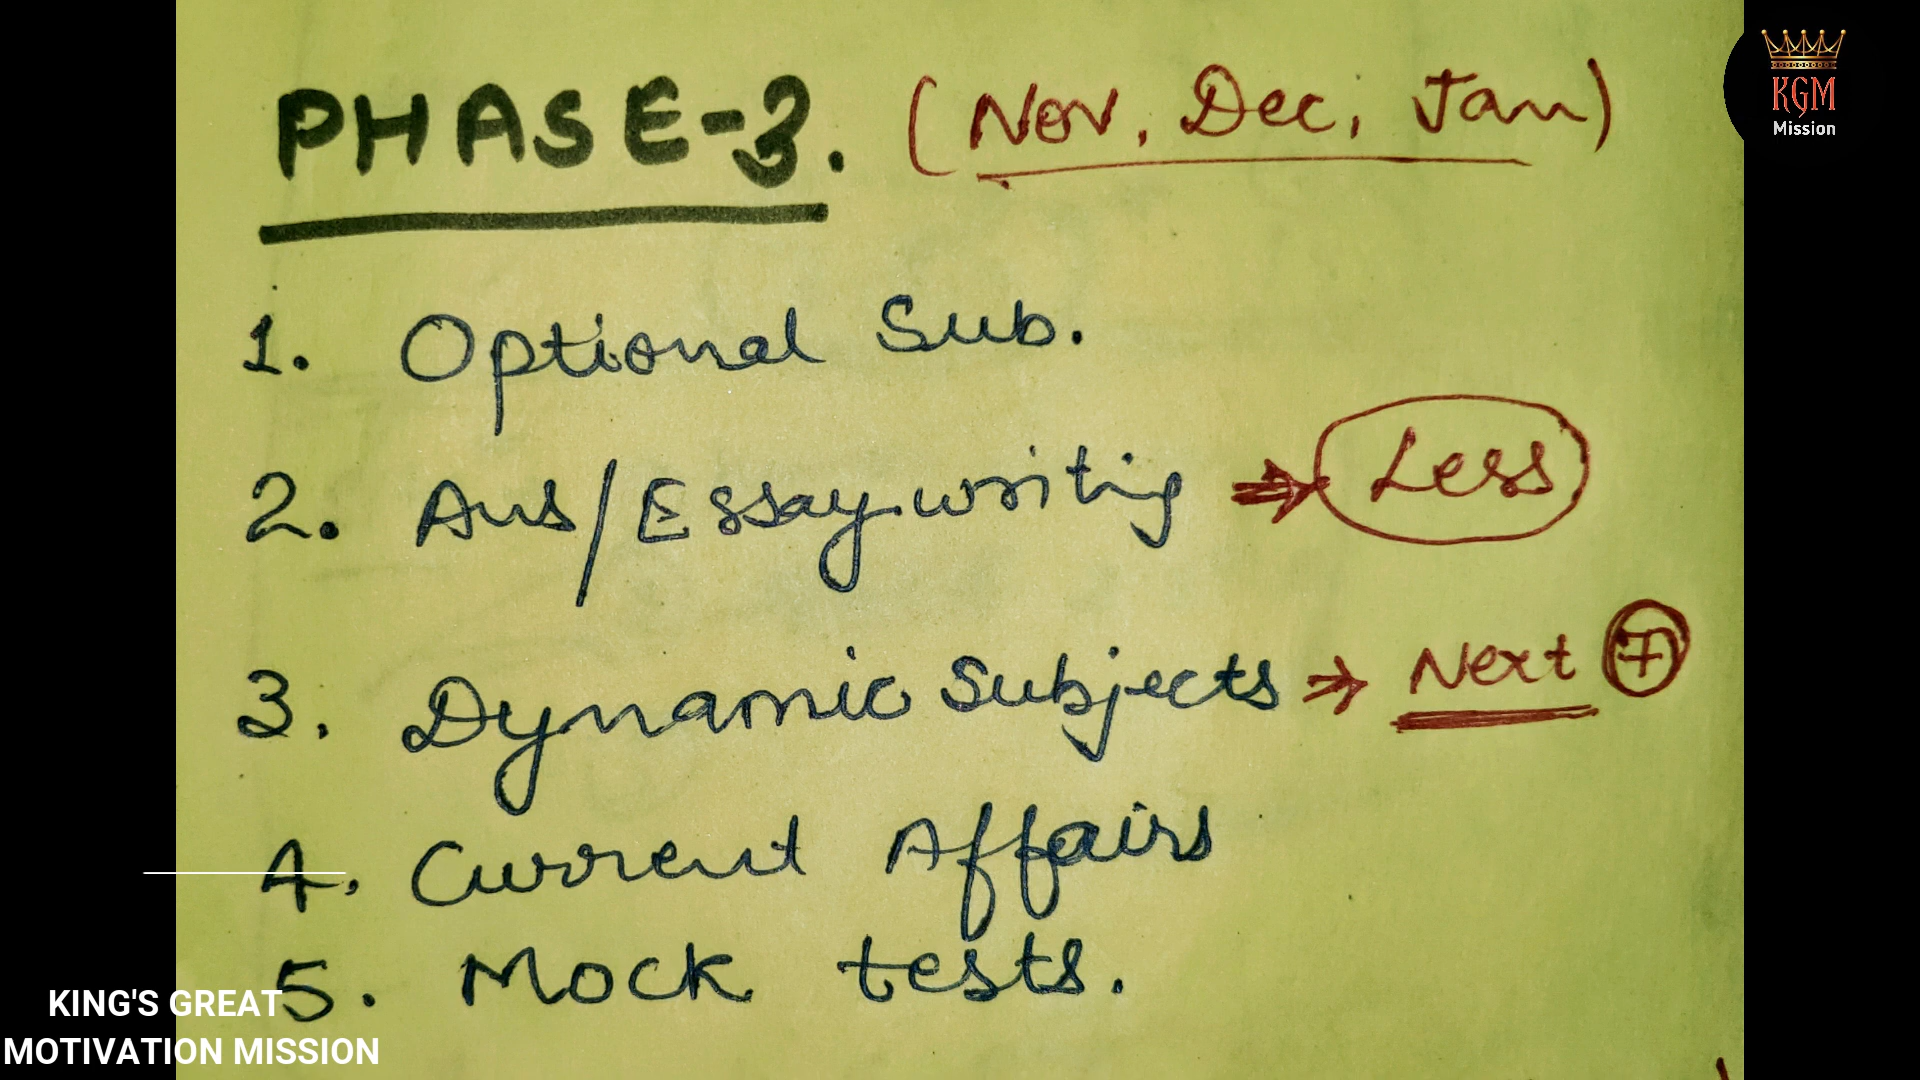 PHASE-3. (Nov, Dec, Jan)
KGM
Mission
1. Optional Sub.
2. Ans/Essay writing → Less
3. Dynamic Subjects → Next
4. Current Affairs
5. Mock tests.
KING'S GREAT
MOTIVATION MISSION